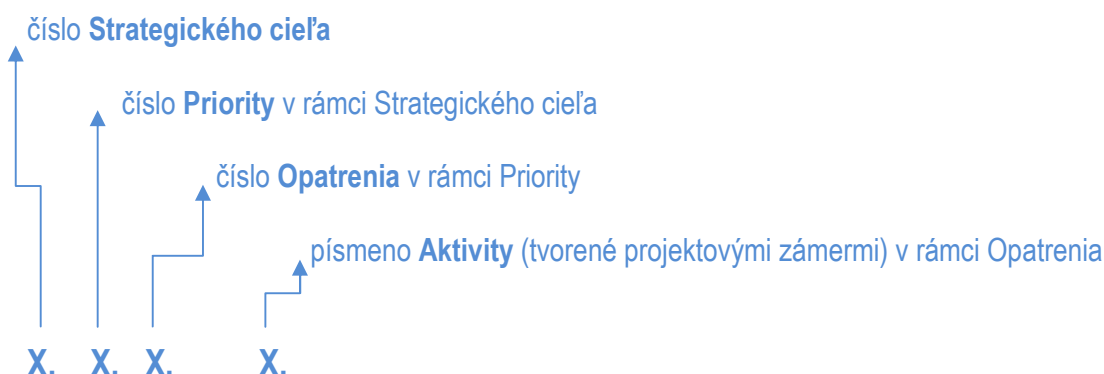 číslo Strategického cieľa
číslo Priority v rámci Strategického cieľa
číslo Opatrenia v rámci Priority
písmeno Aktivity (tvorené projektovými zámermi) v rámci Opatrenia
X. X. X. X.